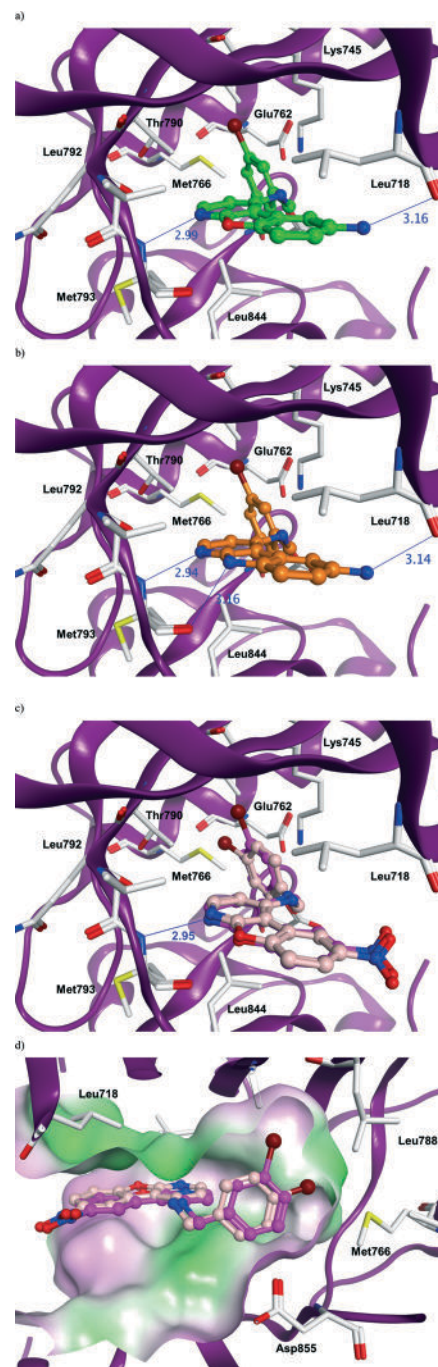 a)
Lys745
Thr790
Glu762
Leu792
Met766
Leu718
2.99
3.16
Met793
Leu844
b)
Lys745
Thr790
Glu762
Leu792
Met766
Leu718
2.94
3.14
3.16
Met793
Leu844
c)
Lys745
Thr790
Glu762
Leu792
Met766
Leu718
2.95
Met793
Leu844
d)
Leu718
Leu788
Met766
Asp855